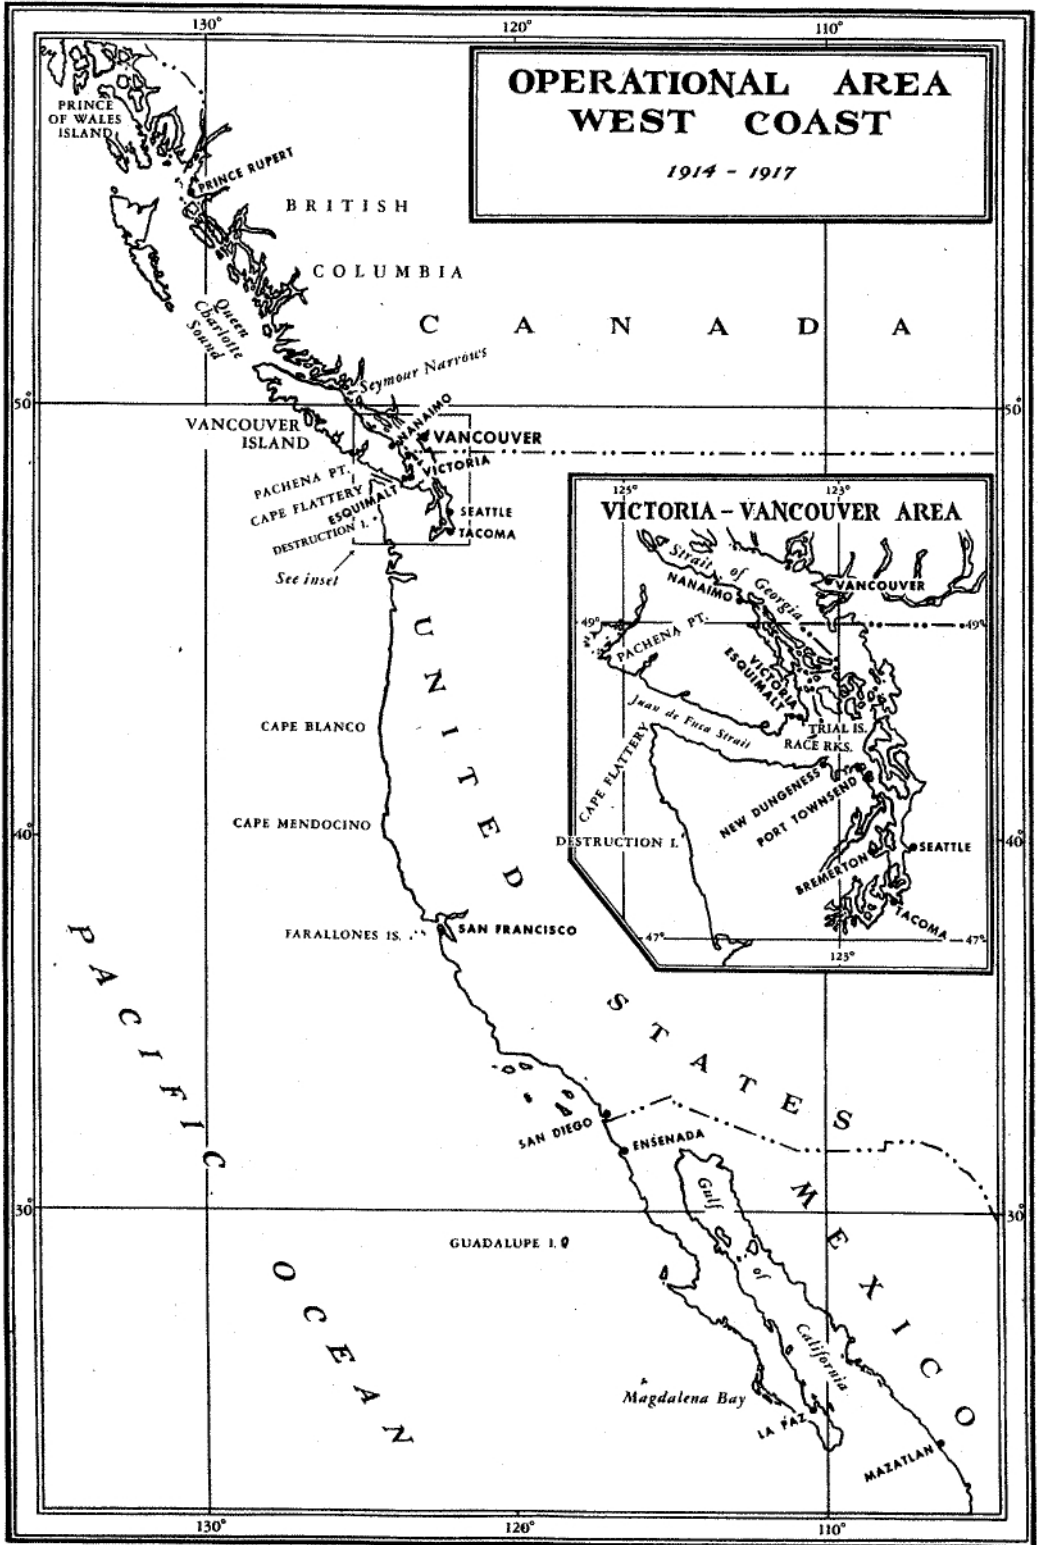 130°
120°
110°
OPERATIONAL AREA
WEST COAST
1914 - 1917
PRINCE
OF WALES
ISLAND
PRINCE RUPERT
BRITISH
COLUMBIA
CANADA
Queen
Charlotte
Sound
Seymour Narrows
50°
50°
NANAIMO
VANCOUVER
ISLAND
VANCOUVER
VICTORIA
PACHENA PT.
CAPE FLATTERY
ESQUIMALT
DESTRUCTION I.
SEATTLE
TACOMA
See inset
UNITED
STATES
CAPE BLANCO
CAPE MENDOCINO
40°
40°
FARALLONES IS.
SAN FRANCISCO
PACIFIC
OCEAN
SAN DIEGO
ENSENADA
30°
30°
GUADALUPE I.
Gulf
of
California
MEXICO
Magdalena Bay
LA PAZ
MAZATLAN
130°
120°
110°
125°
123°
VICTORIA - VANCOUVER AREA
Strait
of
Georgia
NANAIMO
VANCOUVER
49°
49°
PACHENA PT.
VICTORIA
ESQUIMALT
Juan de Fuca Strait
TRIAL IS.
RACE RKS.
CAPE FLATTERY
NEW DUNGENESS
PORT TOWNSEND
DESTRUCTION I.
SEATTLE
BREMERTON
TACOMA
47°
47°
123°